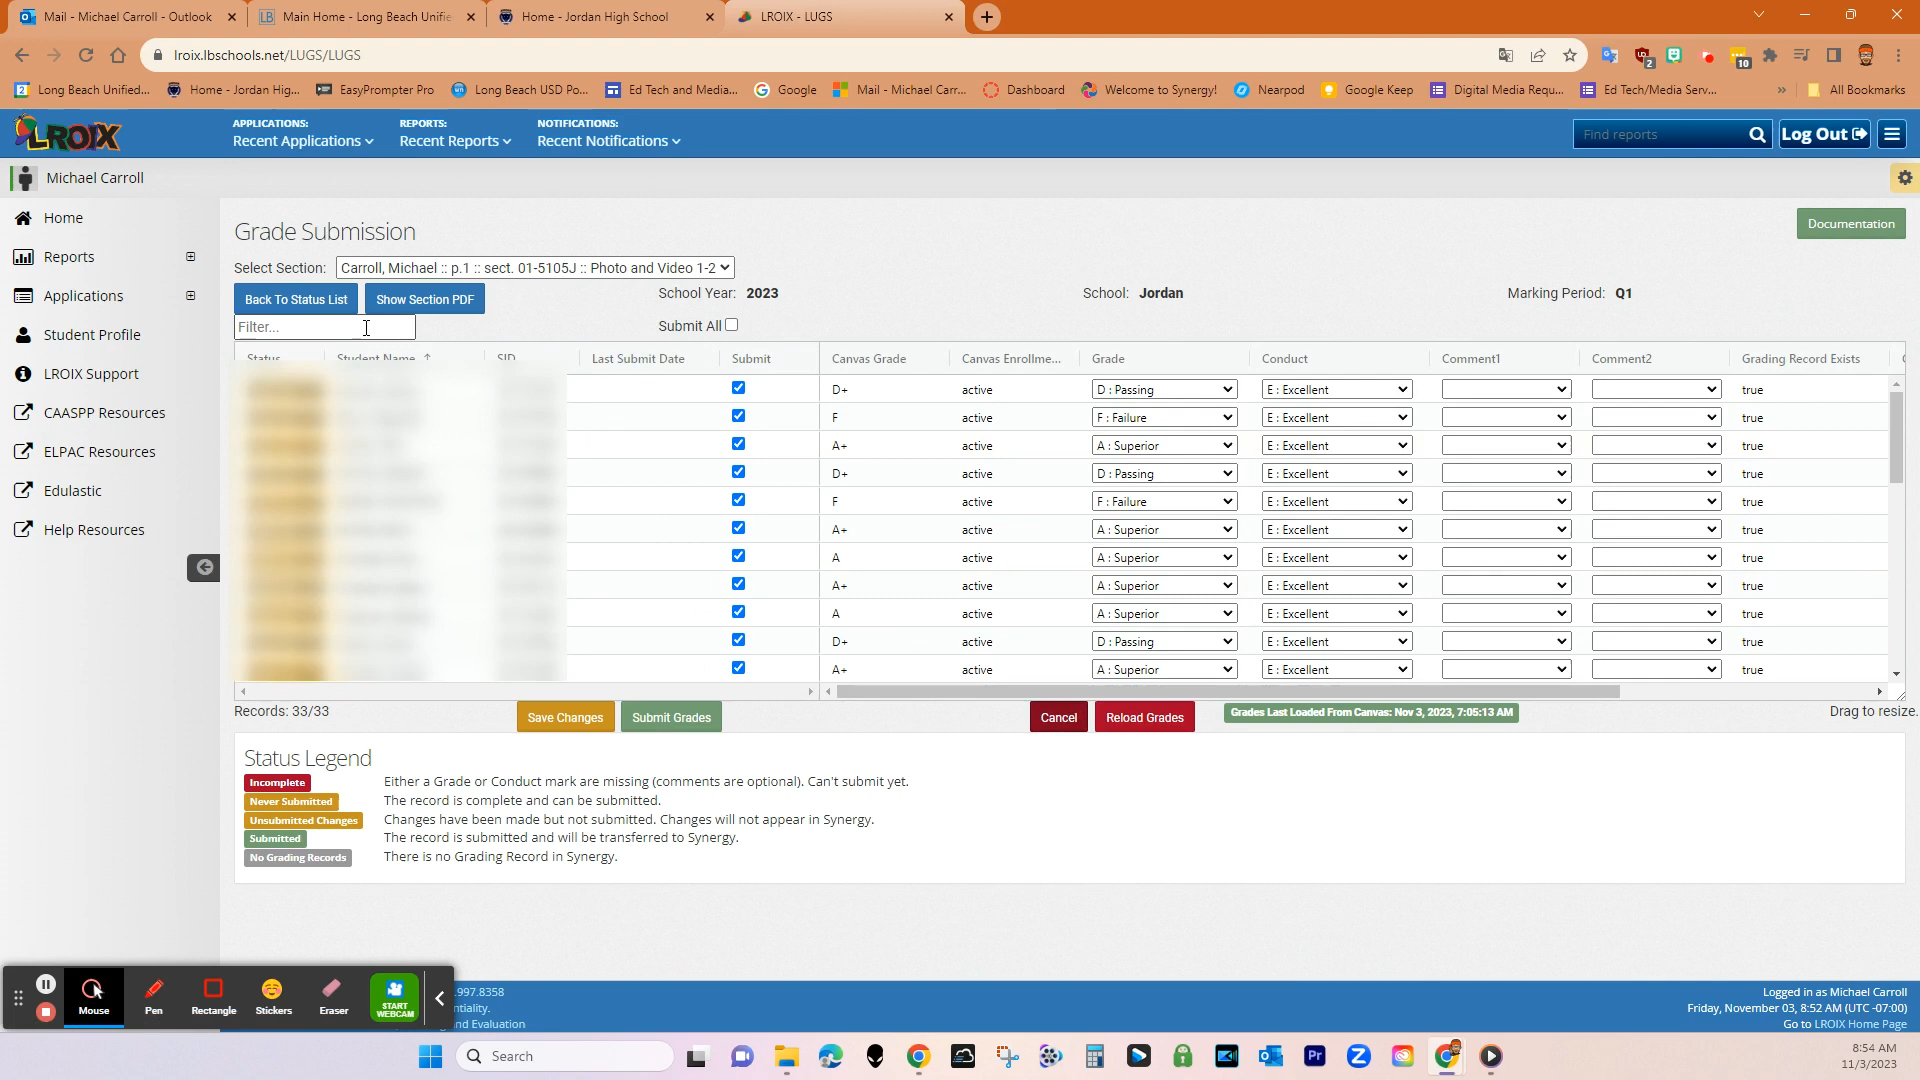 Mail - Michael Carroll - Outlook
Main Home - Long Beach Unifie
Home - Jordan High School
LROIX - LUGS
lroix.lbschools.net/LUGS/LUGS
2
10
Long Beach Unified...
Home - Jordan Hig...
EasyPrompter Pro
Long Beach USD Po...
Ed Tech and Media...
Google
Mail - Michael Carr...
Dashboard
Welcome to Synergy!
Nearpod
Google Keep
Digital Media Requ...
Ed Tech/Media Serv...
All Bookmarks
LROIX
APPLICATIONS:
Recent Applications
REPORTS:
Recent Reports
NOTIFICATIONS:
Recent Notifications
Find reports
Log Out
Michael Carroll
Home
Reports
Applications
Student Profile
LROIX Support
CAASPP Resources
ELPAC Resources
Edulastic
Help Resources
Grade Submission
Documentation
Select Section: Carroll, Michael :: p.1 :: sect. 01-5105J :: Photo and Video 1-2
Back To Status List
Show Section PDF
School Year: 2023
School: Jordan
Marking Period: Q1
Filter...
Submit All
Status Student Name SID Last Submit Date Submit Canvas Grade Canvas Enrollme... Grade Conduct Comment1 Comment2 Grading Record Exists
D+ active D : Passing E : Excellent true
F active F : Failure E : Excellent true
A+ active A : Superior E : Excellent true
D+ active D : Passing E : Excellent true
F active F : Failure E : Excellent true
A+ active A : Superior E : Excellent true
A active A : Superior E : Excellent true
A+ active A : Superior E : Excellent true
A active A : Superior E : Excellent true
D+ active D : Passing E : Excellent true
A+ active A : Superior E : Excellent true
Records: 33/33
Save Changes
Submit Grades
Cancel
Reload Grades
Grades Last Loaded From Canvas: Nov 3, 2023, 7:05:13 AM
Drag to resize.
Status Legend
Incomplete Either a Grade or Conduct mark are missing (comments are optional). Can't submit yet.
Never Submitted The record is complete and can be submitted.
Unsubmitted Changes Changes have been made but not submitted. Changes will not appear in Synergy.
Submitted The record is submitted and will be transferred to Synergy.
No Grading Records There is no Grading Record in Synergy.
Mouse
Pen
Rectangle
Stickers
Eraser
START
WEBCAM
.997.8358
entiality.
nd Evaluation
Logged in as Michael Carroll
Friday, November 03, 8:52 AM (UTC -07:00)
Go to LROIX Home Page
Search
Pr
8:54 AM
11/3/2023